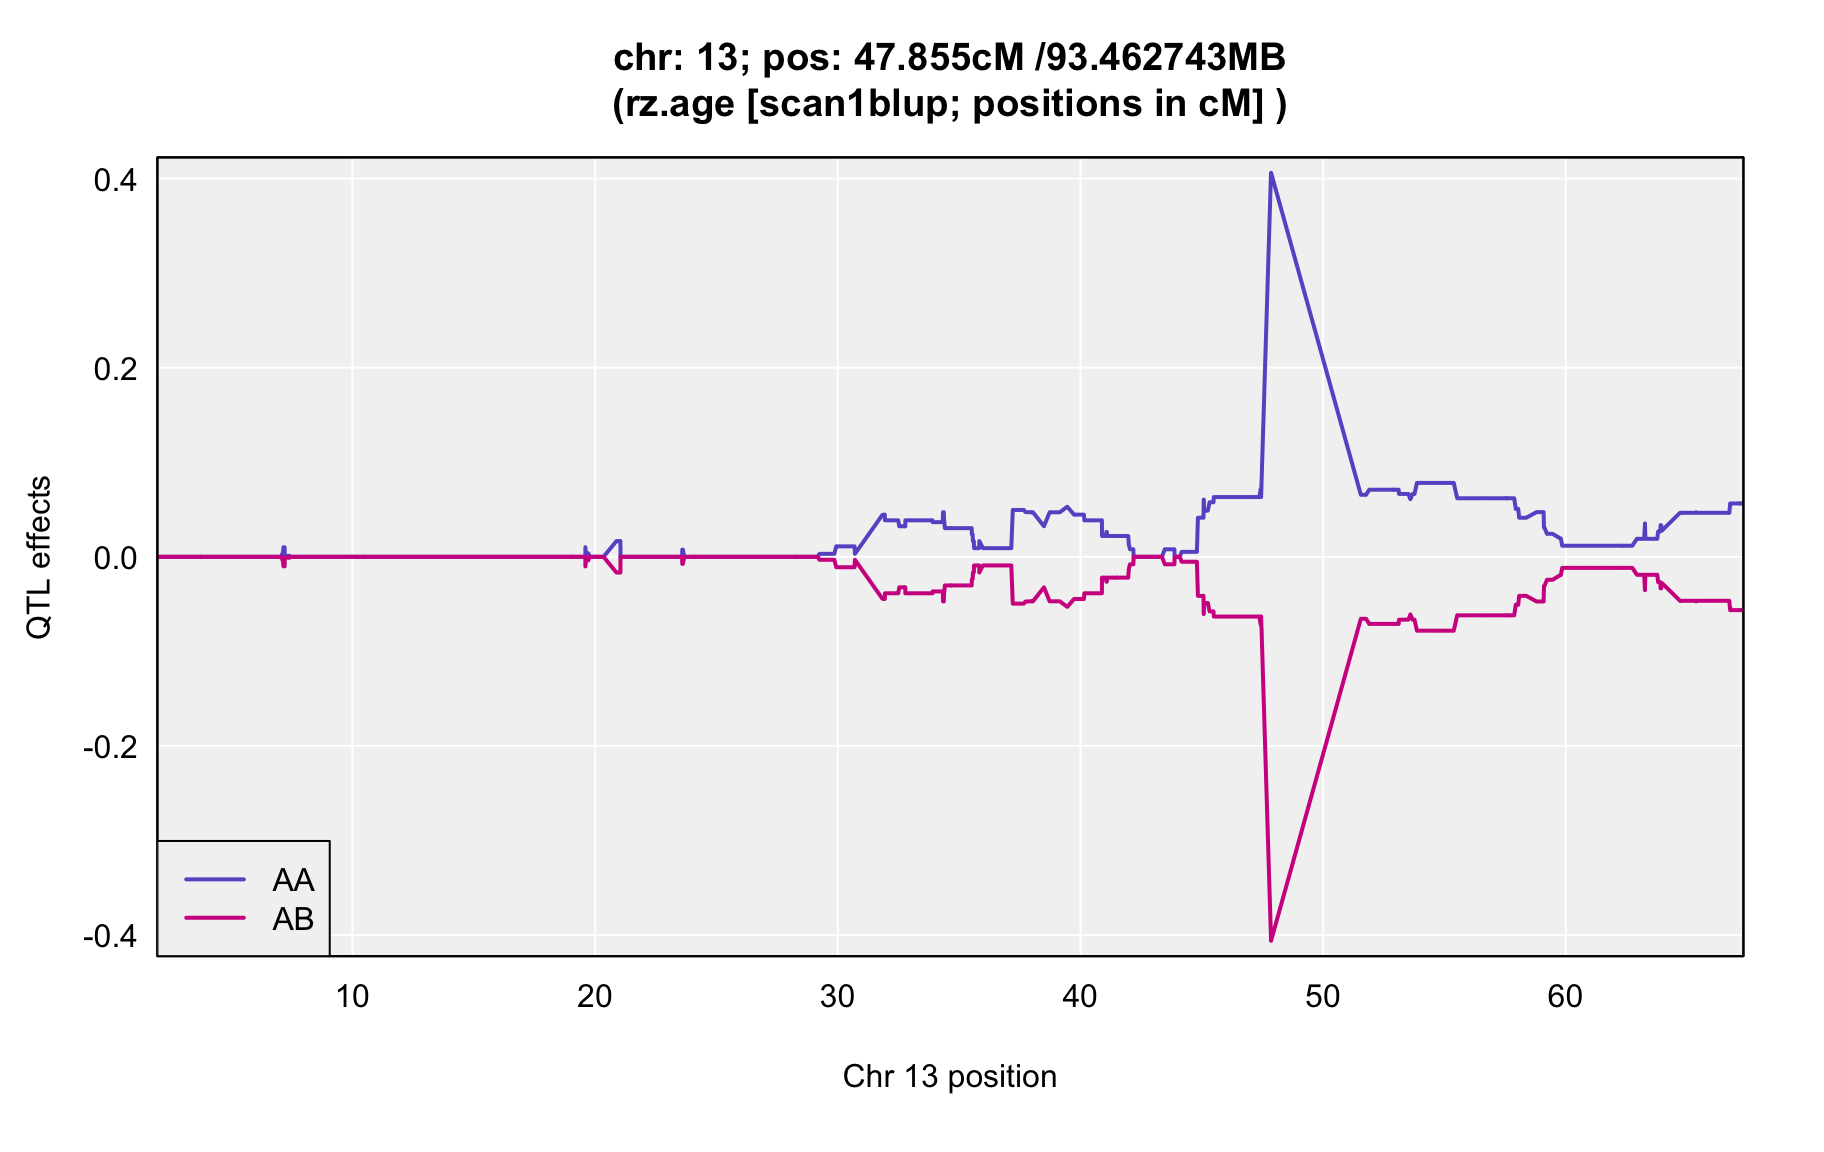 chr: 13; pos: 47.855cM /93.462743MB
(rz.age [scan1blup; positions in cM] )
QTL effects
0.4
0.2
0.0
-0.2
-0.4
AA
AB
10 20 30 40 50 60
Chr 13 position